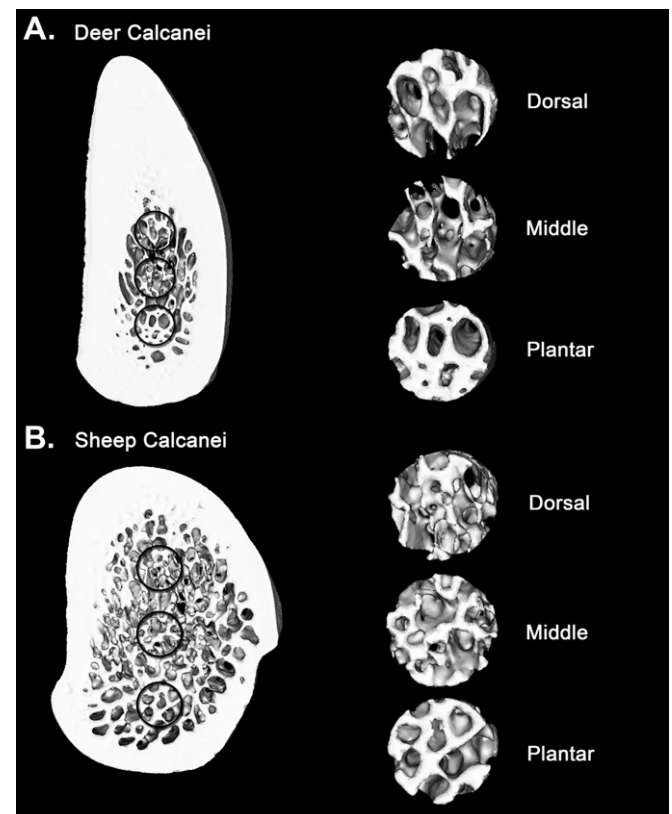 A. Deer Calcanei
Dorsal
Middle
Plantar
B. Sheep Calcanei
Dorsal
Middle
Plantar